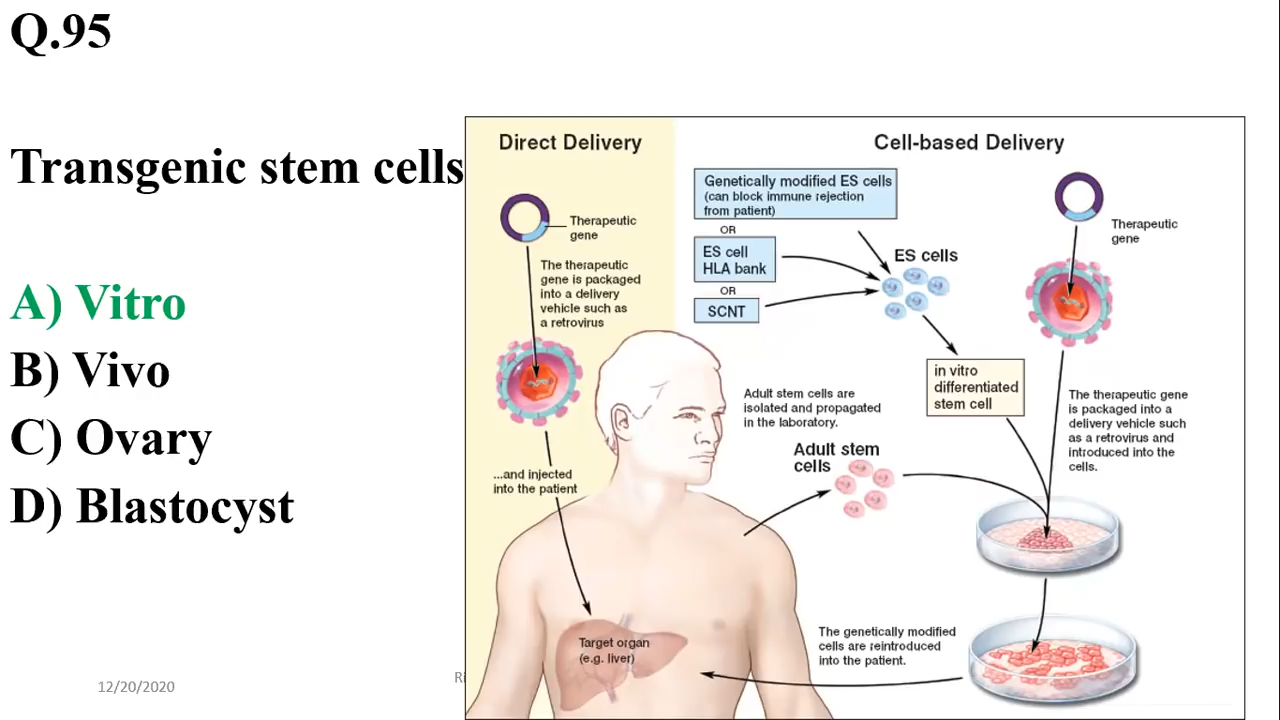 Q.95
Transgenic stem cells
A) Vitro
B) Vivo
C) Ovary
D) Blastocyst
12/20/2020
Direct Delivery
Therapeutic
gene
The therapeutic
gene is packaged
into a delivery
vehicle such as
a retrovirus
...and injected
into the patient
Target organ
(e.g. liver)
Cell-based Delivery
Genetically modified ES cells
(can block immune rejection
from patient)
OR
ES cell
HLA bank
OR
SCNT
ES cells
in vitro
differentiated
stem cell
Therapeutic
gene
Adult stem cells are
isolated and propagated
in the laboratory.
Adult stem
cells
The therapeutic gene
is packaged into a
delivery vehicle such
as a retrovirus and
introduced into the
cells.
The genetically modified
cells are reintroduced
into the patient.